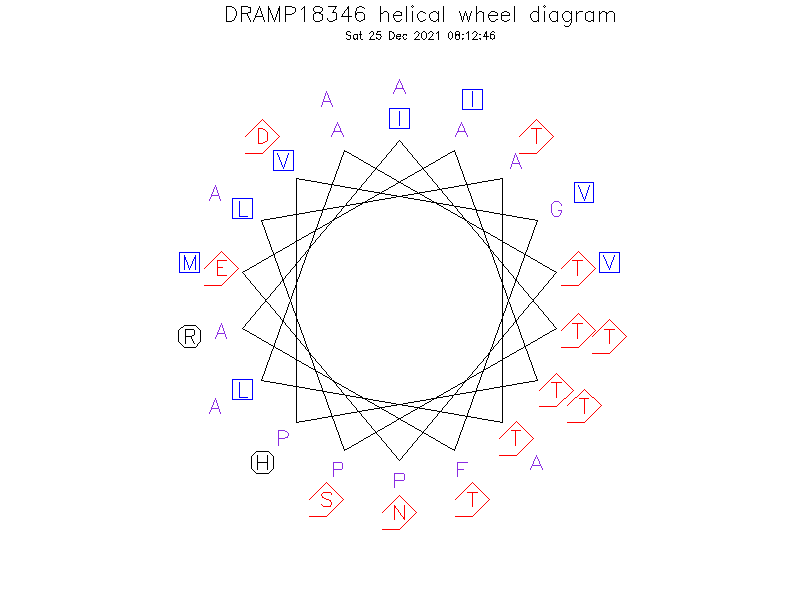 DRAMP18346 helical wheel diagram
Sat 25 Dec 2021 08:12:46
A
A I
I
D A A T
V A
A L G V
M E T V
R A T T
L T
A T
P T
H A
P P F
S N T